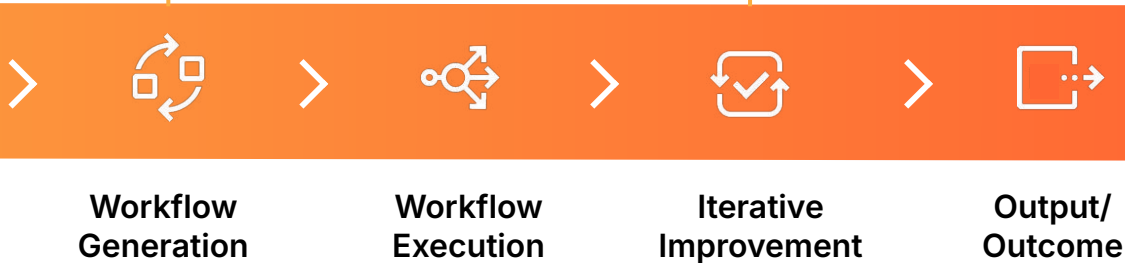 Workflow
Generation
Workflow
Execution
Iterative
Improvement
Output/
Outcome